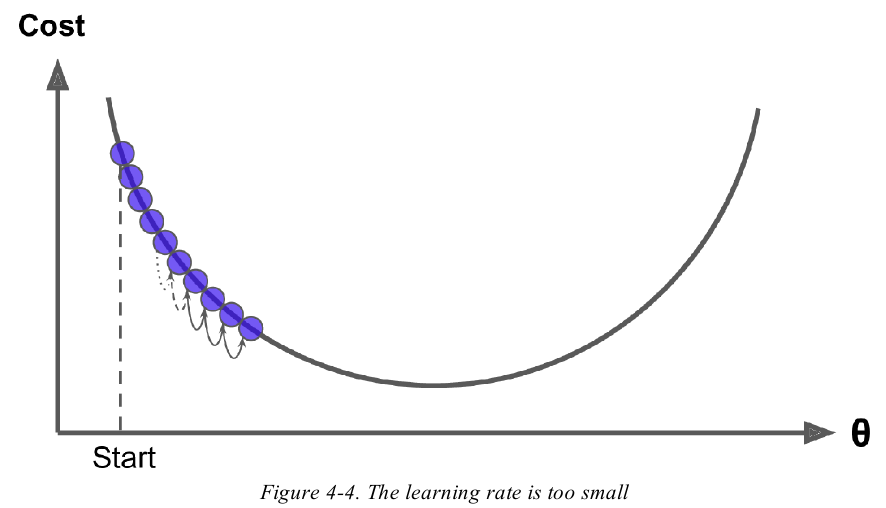 Cost
θ
Start
Figure 4-4. The learning rate is too small